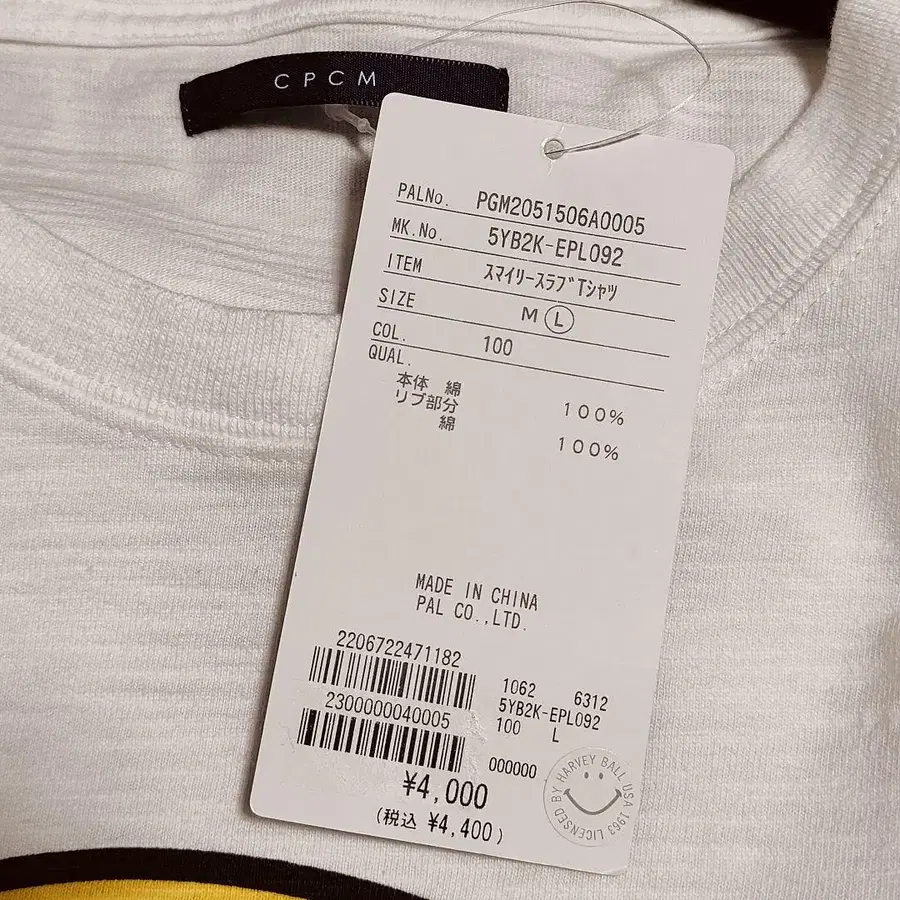 CPCM
PALNo. PGM2051506A0005
MK.No. 5YB2K-EPL092
ITEM ｽﾏｲﾘｰｽﾗﾌﾞTｼｬﾂ
SIZE M Ⓛ
COL. 100
QUAL.
本体 綿 100%
リブ部分
綿 100%
MADE IN CHINA
PAL CO.,LTD.
2206722471182
2300000040005
1062 6312
5YB2K-EPL092
100 L
000000
¥4,000
(税込 ¥4,400)
LICENSED BY HARVEY BALL USA 1963